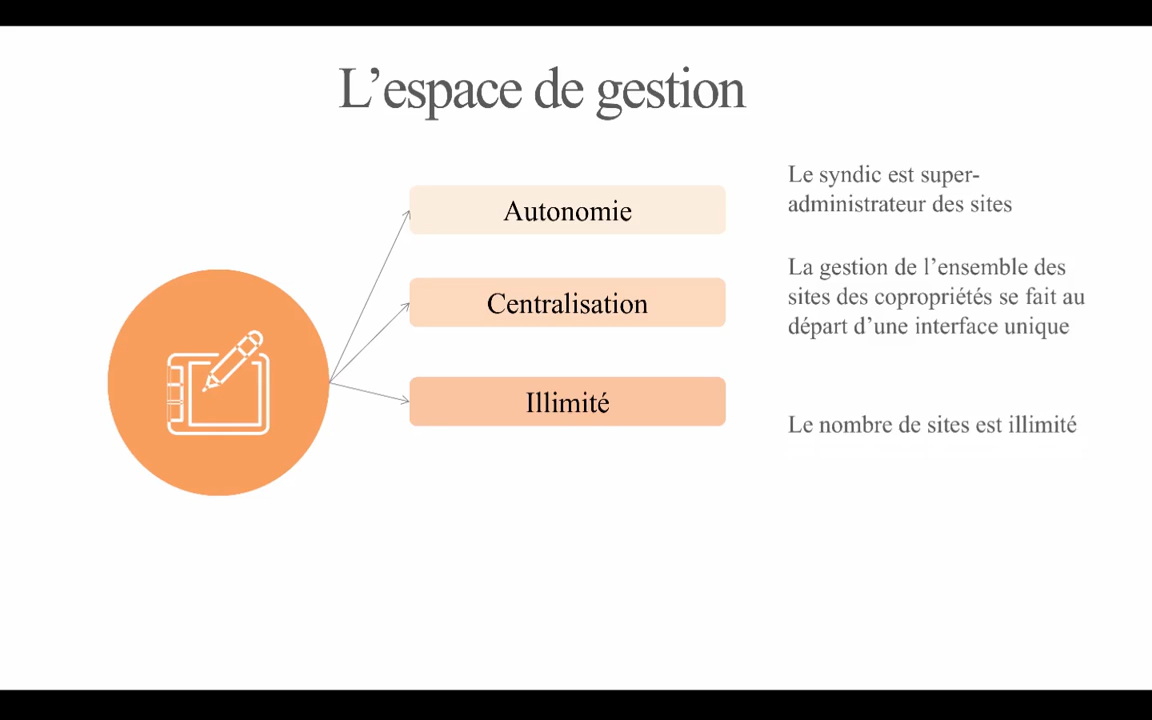 L’espace de gestion
Autonomie
Le syndic est super-
administrateur des sites
Centralisation
La gestion de l’ensemble des
sites des copropriétés se fait au
départ d’une interface unique
Illimité
Le nombre de sites est illimité